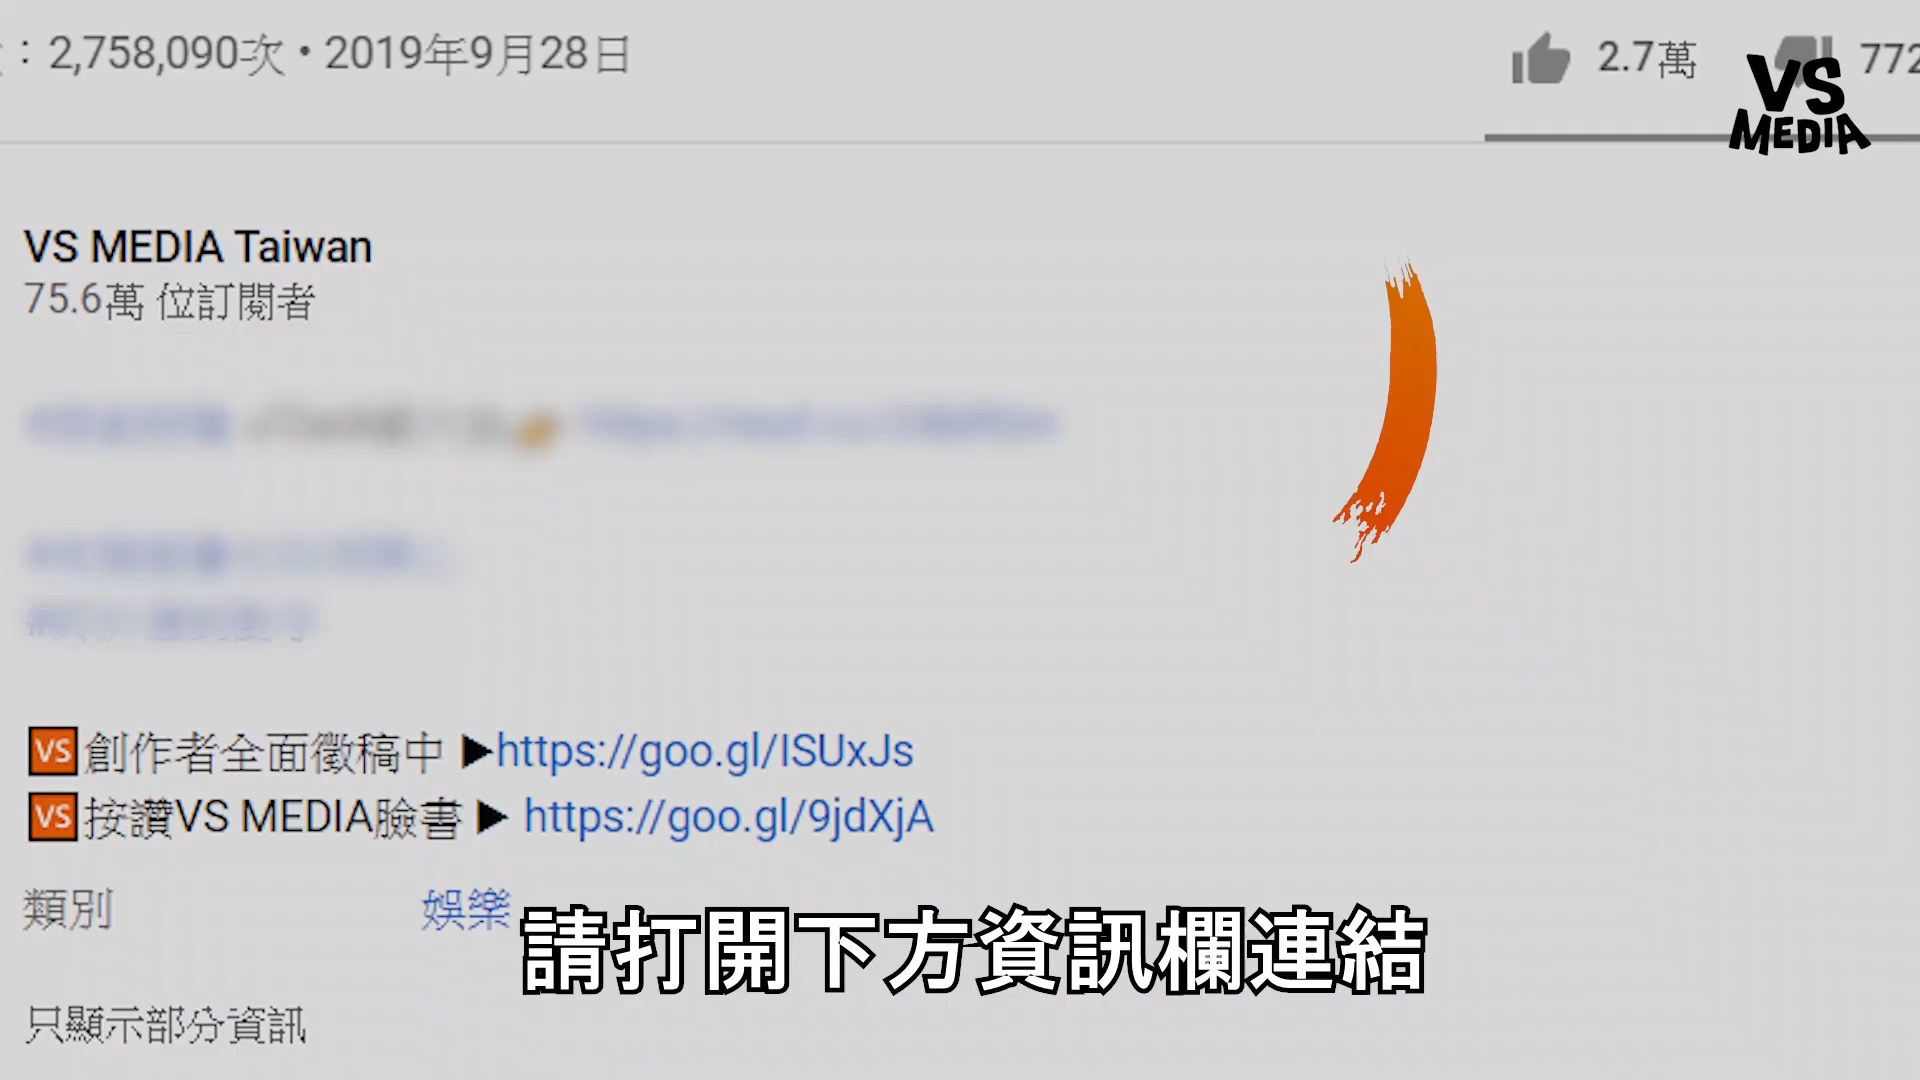 ：2,758,090次 • 2019年9月28日
2.7萬
772
VS MEDIA
VS MEDIA Taiwan
75.6萬 位訂閱者
VS創作者全面徵稿中 ▶https://goo.gl/ISUxJs
VS按讚VS MEDIA臉書 ▶ https://goo.gl/9jdXjA
類別 娛樂
請打開下方資訊欄連結
只顯示部分資訊